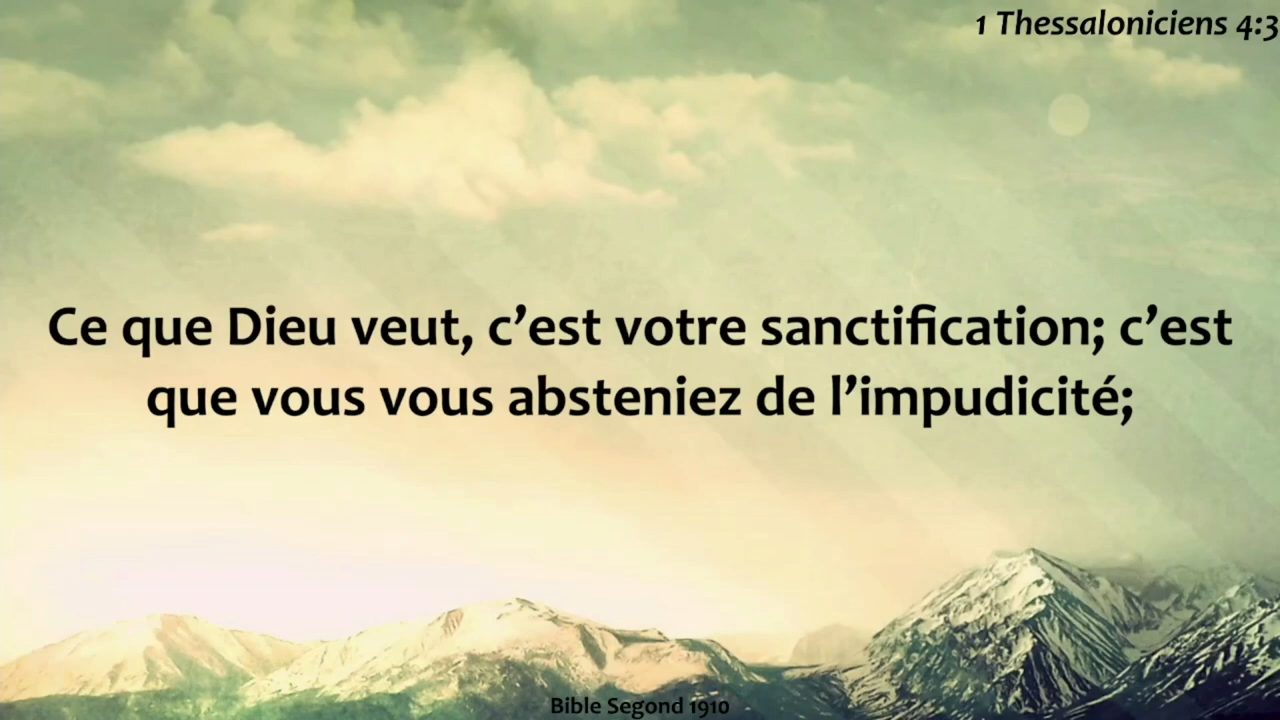 1 Thessaloniciens 4:3
Ce que Dieu veut, c’est votre sanctification; c’est
que vous vous absteniez de l’impudicité;
Bible Segond 1910